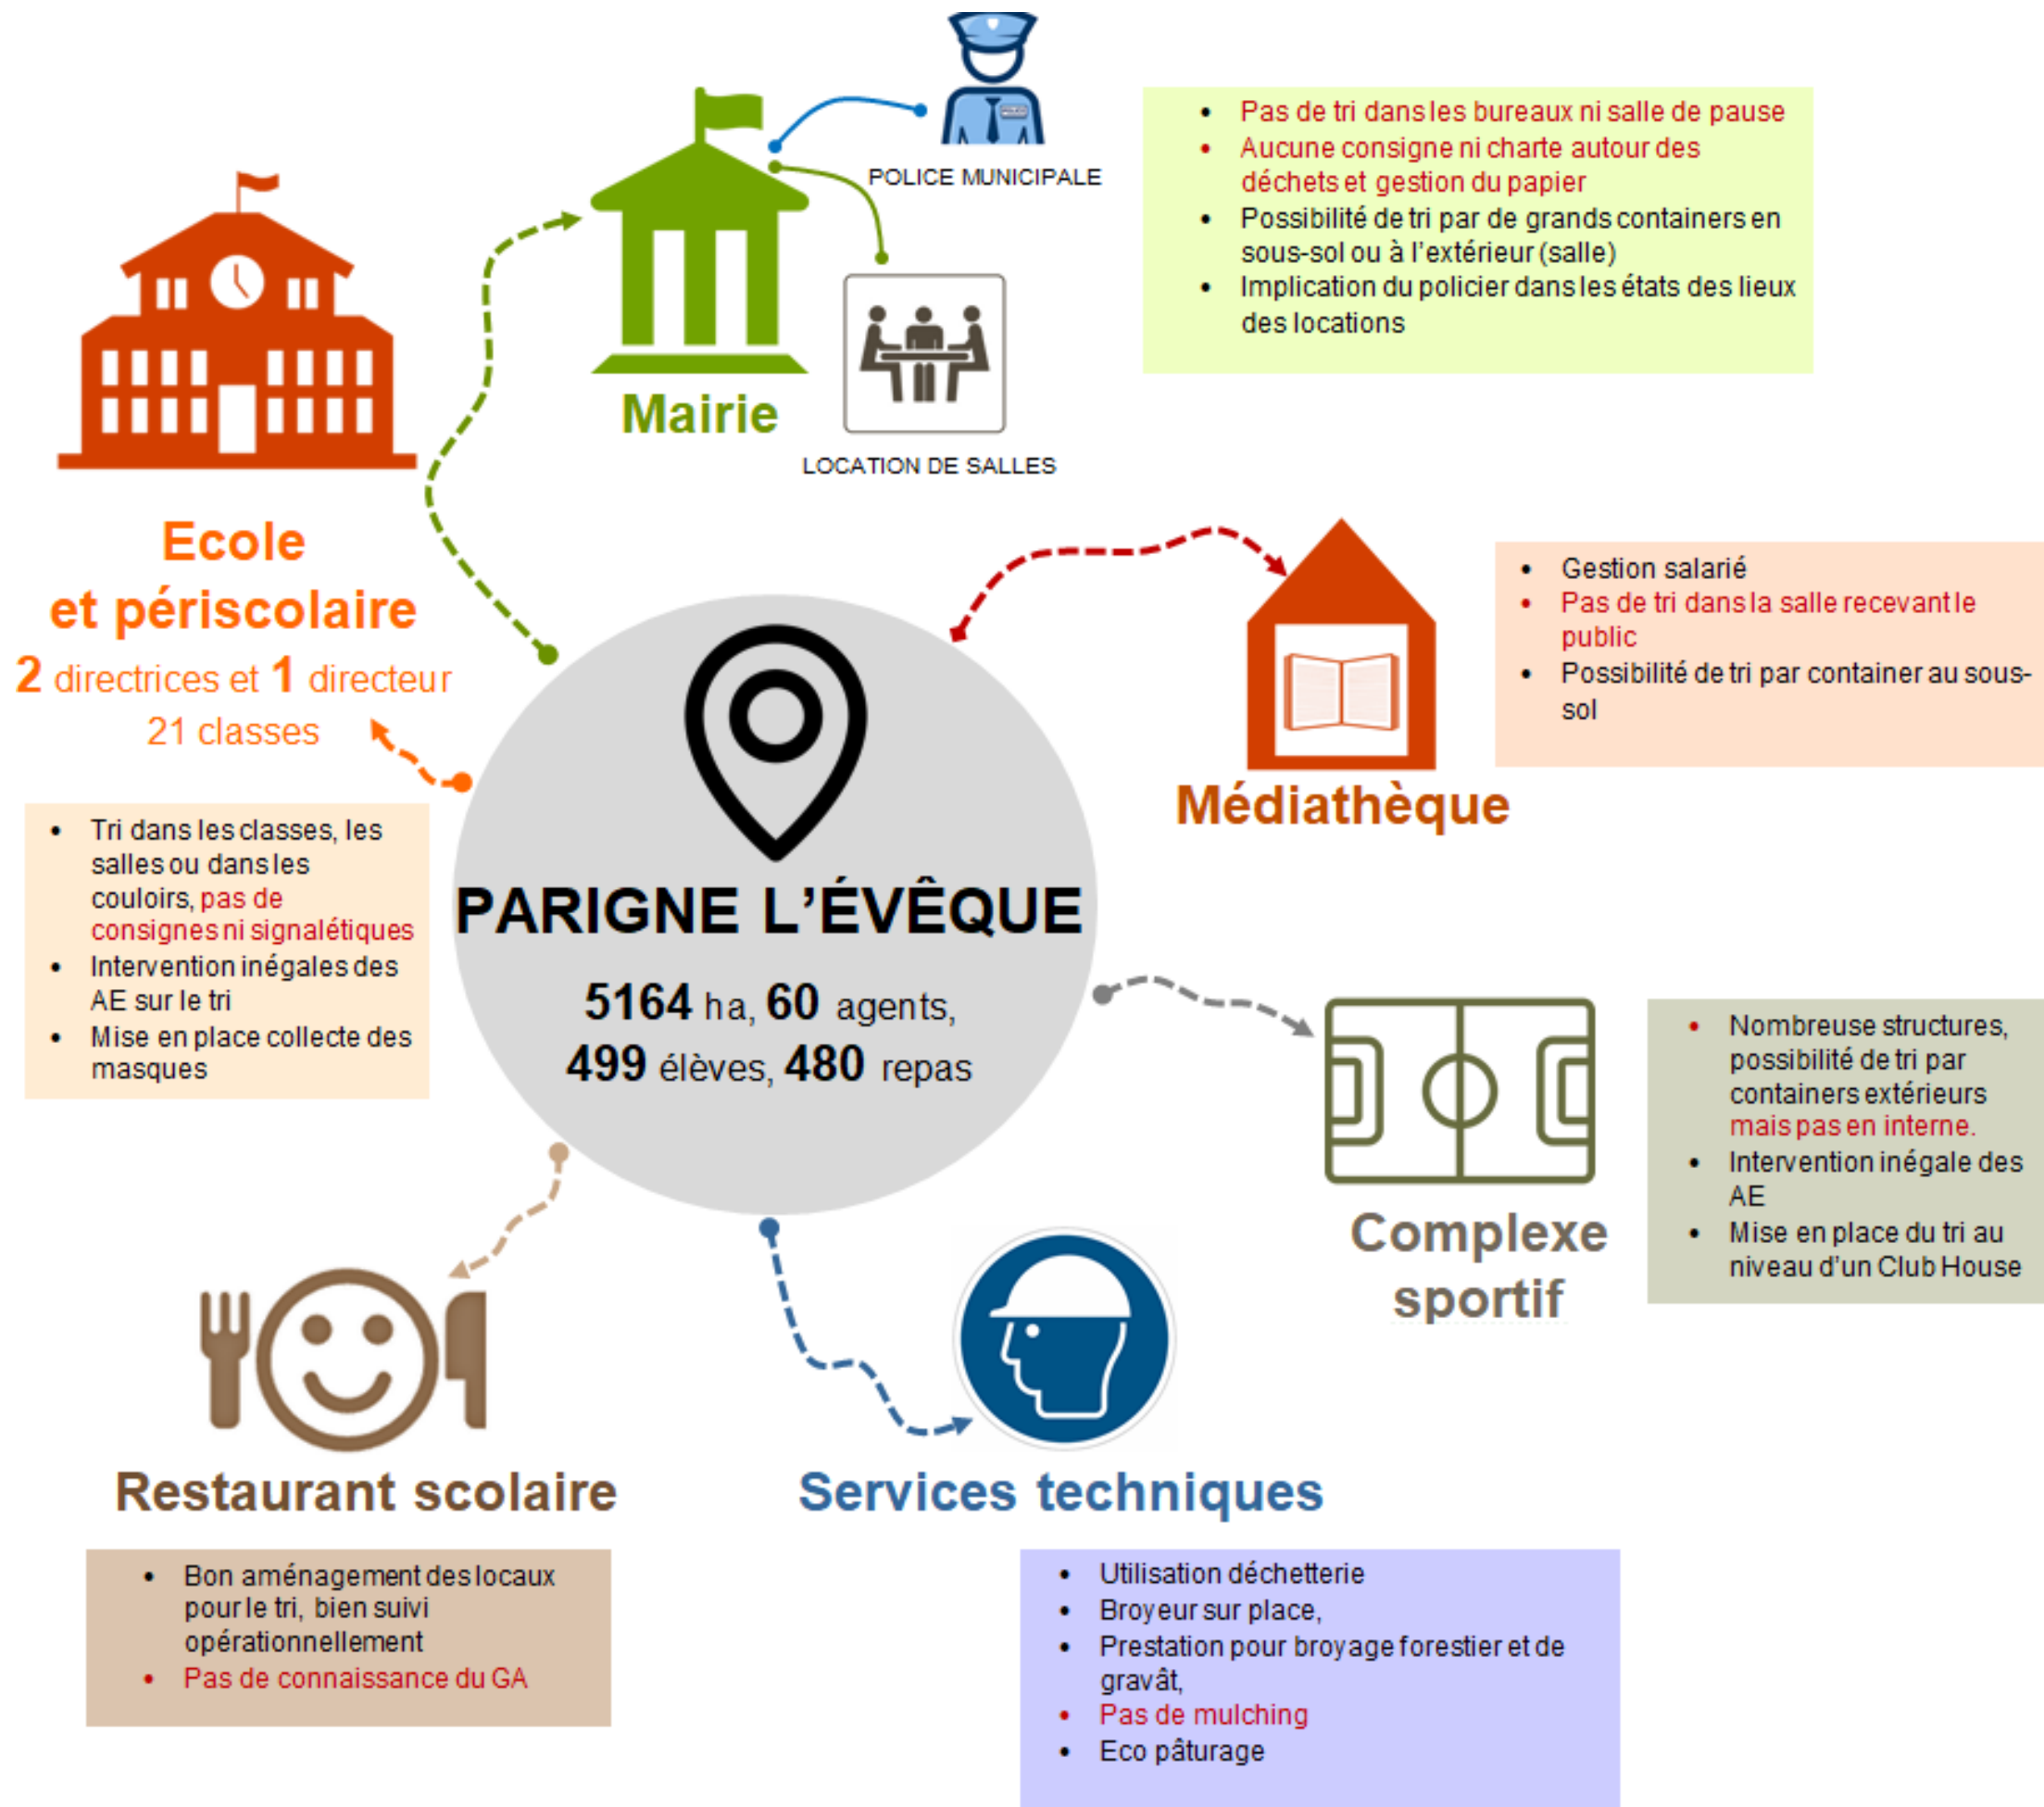 POLICE MUNICIPALE
Mairie
LOCATION DE SALLES
• Pas de tri dans les bureaux ni salle de pause
• Aucune consigne ni charte autour des
déchets et gestion du papier
• Possibilité de tri par de grands containers en
sous-sol ou à l'extérieur (salle)
• Implication du policier dans les états des lieux
des locations
Ecole
et périscolaire
2 directrices et 1 directeur
21 classes
• Tri dans les classes, les
salles ou dans les
couloirs, pas de
consignes ni signalétiques
• Intervention inégales des
AE sur le tri
• Mise en place collecte des
masques
Médiathèque
• Gestion salarié
• Pas de tri dans la salle recevant le
public
• Possibilité de tri par container au sous-
sol
PARIGNE L'ÉVÊQUE
5164 ha, 60 agents,
499 élèves, 480 repas
Complexe
sportif
• Nombreuse structures,
possibilité de tri par
containers extérieurs
mais pas en interne.
• Intervention inégale des
AE
• Mise en place du tri au
niveau d'un Club House
Restaurant scolaire
• Bon aménagement des locaux
pour le tri, bien suivi
opérationnellement
• Pas de connaissance du GA
Services techniques
• Utilisation déchetterie
• Broyeur sur place,
• Prestation pour broyage forestier et de
gravât,
• Pas de mulching
• Eco pâturage